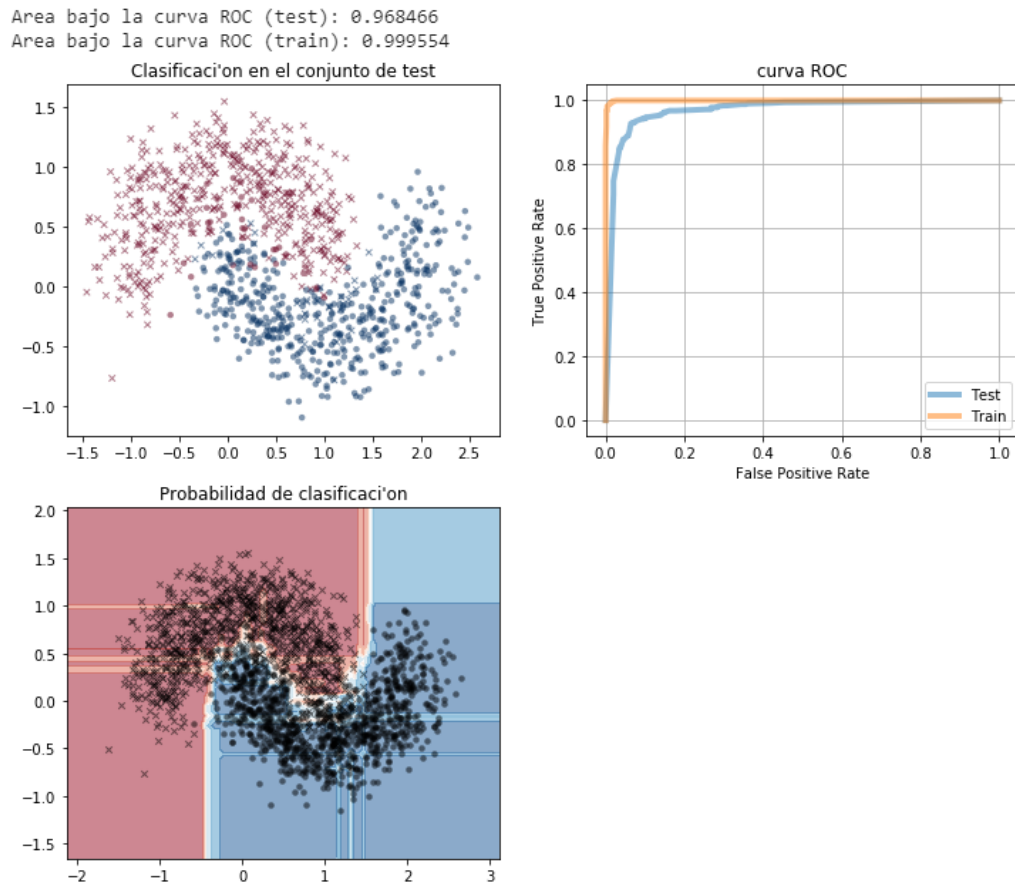 Area bajo la curva ROC (test): 0.968466
Area bajo la curva ROC (train): 0.999554
Clasificaci'on en el conjunto de test
1.5
1.0
0.5
0.0
−0.5
−1.0
−1.5 −1.0 −0.5 0.0 0.5 1.0 1.5 2.0 2.5
curva ROC
True Positive Rate
1.0
0.8
0.6
0.4
0.2
0.0
Test
Train
0.0 0.2 0.4 0.6 0.8 1.0
False Positive Rate
Probabilidad de clasificaci'on
2.0
1.5
1.0
0.5
0.0
−0.5
−1.0
−1.5
−2 −1 0 1 2 3